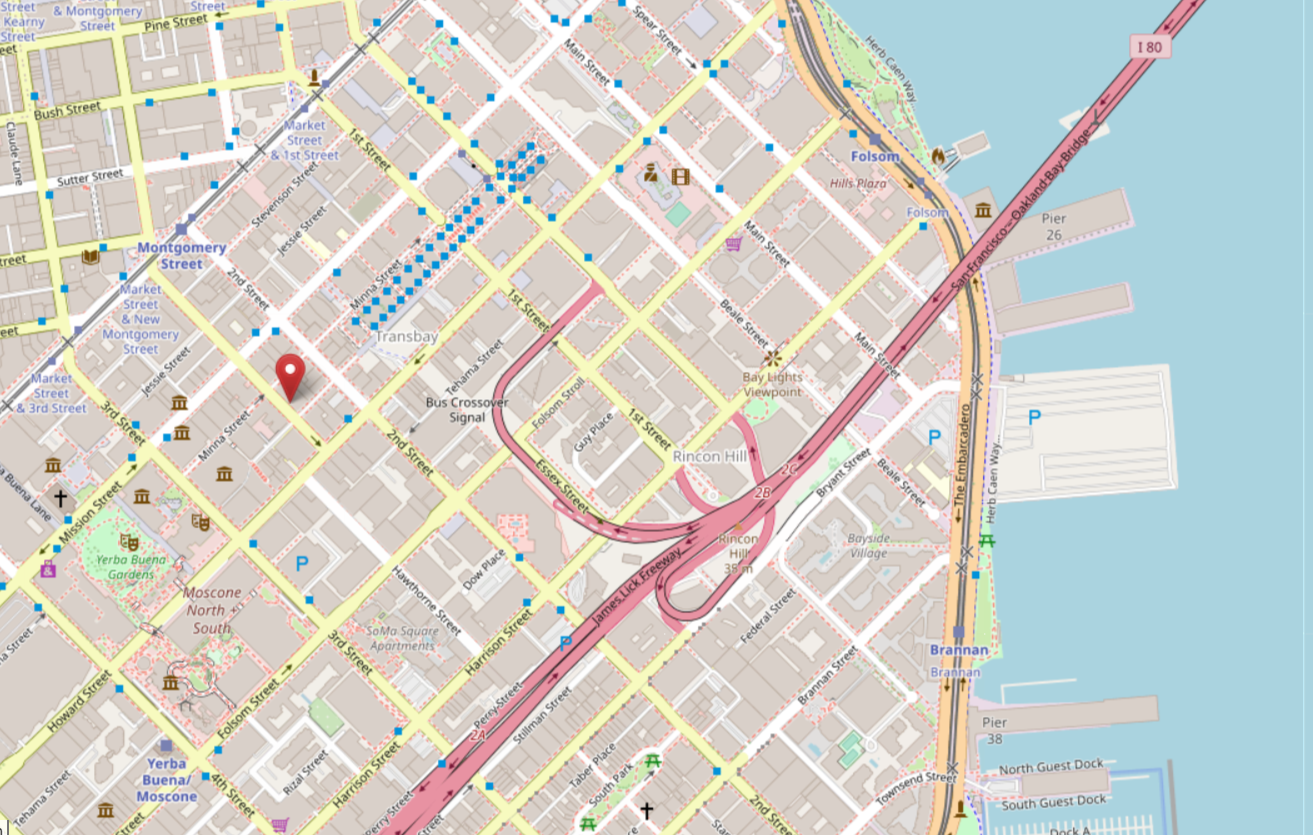 Kearny
Street
& Montgomery
Street
Pine Street
Spear Street
Main Street
Herb Caen Way
I 80
Bush Street
Claude Lane
Market
Street
& 1st Street
1st Street
Sutter Street
Stevenson Street
Jessie Street
Folsom
Hills Plaza
Folsom
Pier
26
San Francisco – Oakland Bay Bridge
Montgomery
Street
2nd Street
Minna Street
Main Street
Market
Street
& New
Montgomery
Street
1st Street
Beale Street
Transbay
Main Street
Jessie Street
Tehama Street
Bay Lights
Viewpoint
Market
Street
& 3rd Street
Bus Crossover
Signal
Folsom Stroll
Guy Place
1st Street
3rd Street
Minna Street
2nd Street
Rincon Hill
2C
2B
Bryant Street
Beale Street
P
P
The Embarcadero
Herb Caen Way...
Essex Street
Mission Street
Yerba Buena
Gardens
Rincon
Hill
35 m
Bayside
Village
P
Dow Place
James Lick Freeway
Moscone
North +
South
Hawthorne Street
Federal Street
SoMa Square
Apartments
Harrison Street
P
3rd Street
Brannan
Brannan
Brannan Street
Howard Street
Folsom Street
Perry Street
Stillman Street
2A
Pier
38
Yerba
Buena/
Moscone
Rizal Street
4th Street
Harrison Street
Taber Place
South Park
North Guest Dock
Townsend Street
South Guest Dock
Tehama Street
2nd Street
Dock A